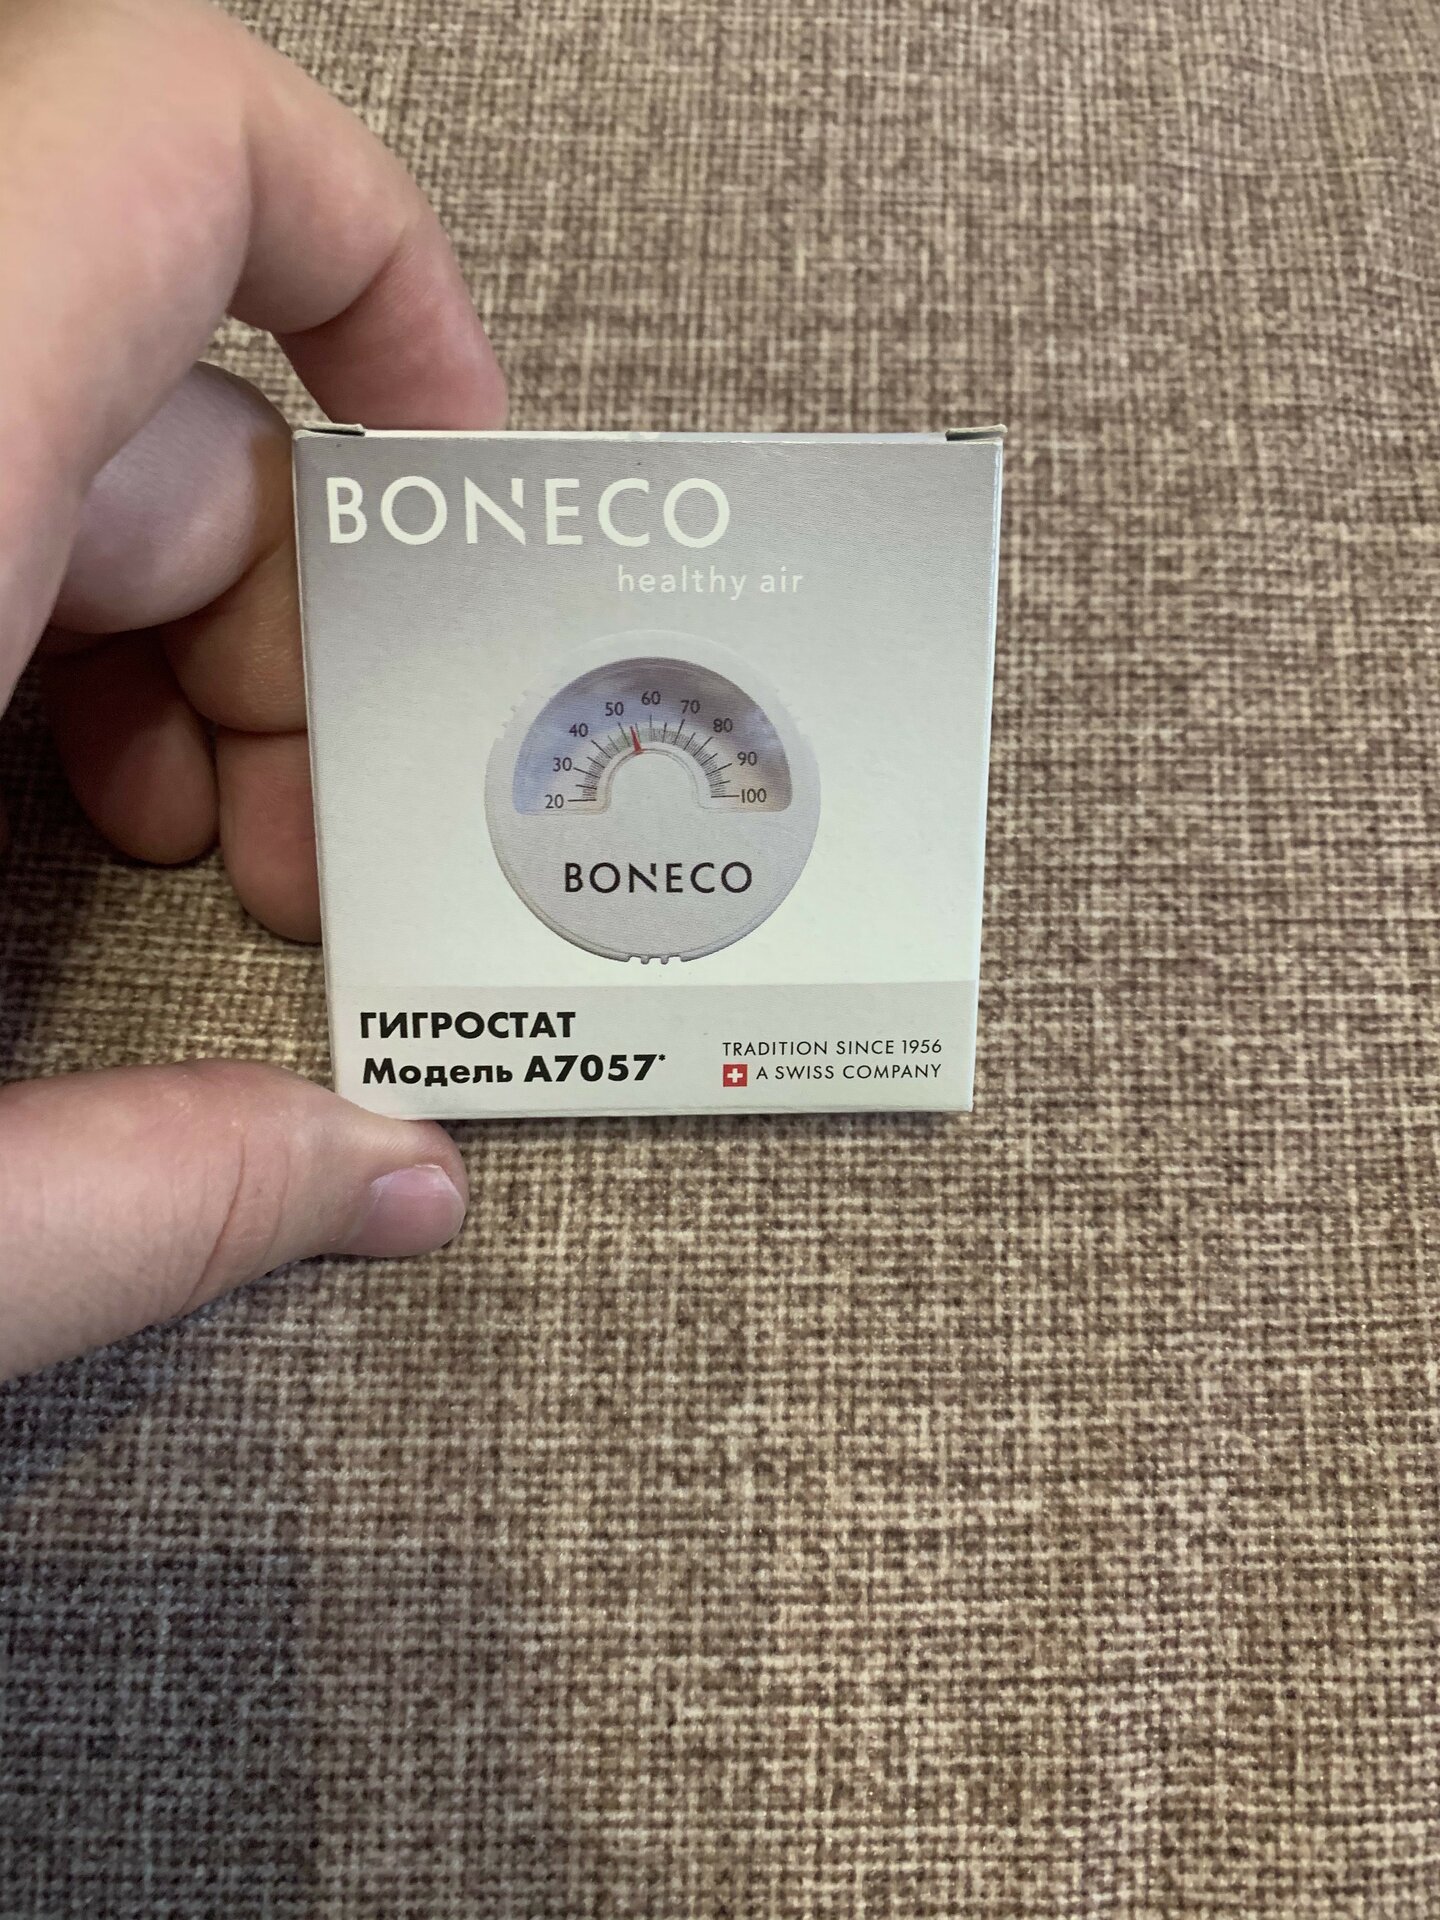 BONECO
healthy air
20 30 40 50 60 70 80 90 100
BONECO
ГИГРОСТАТ
Модель А7057*
TRADITION SINCE 1956
A SWISS COMPANY